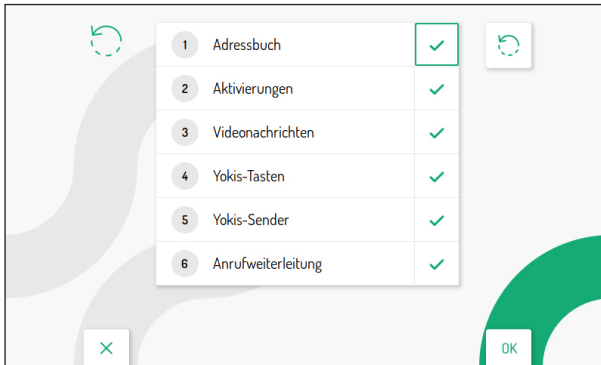 1 Adressbuch
2 Aktivierungen
3 Videonachrichten
4 Yokis-Tasten
5 Yokis-Sender
6 Anrufweiterleitung
OK